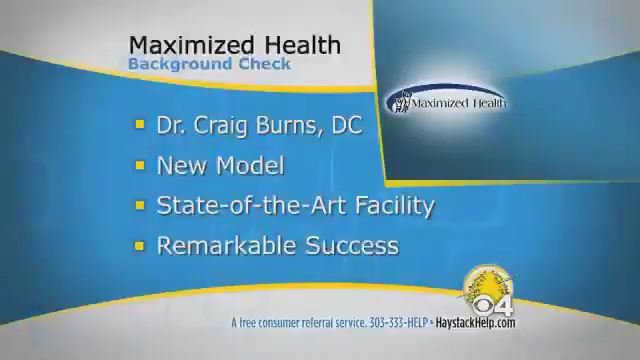 Maximized Health
Background Check
Maximized Health
Dr. Craig Burns, DC
New Model
State-of-the-Art Facility
Remarkable Success
4
A free consumer referral service, 303-333-HELP • HaystackHelp.com